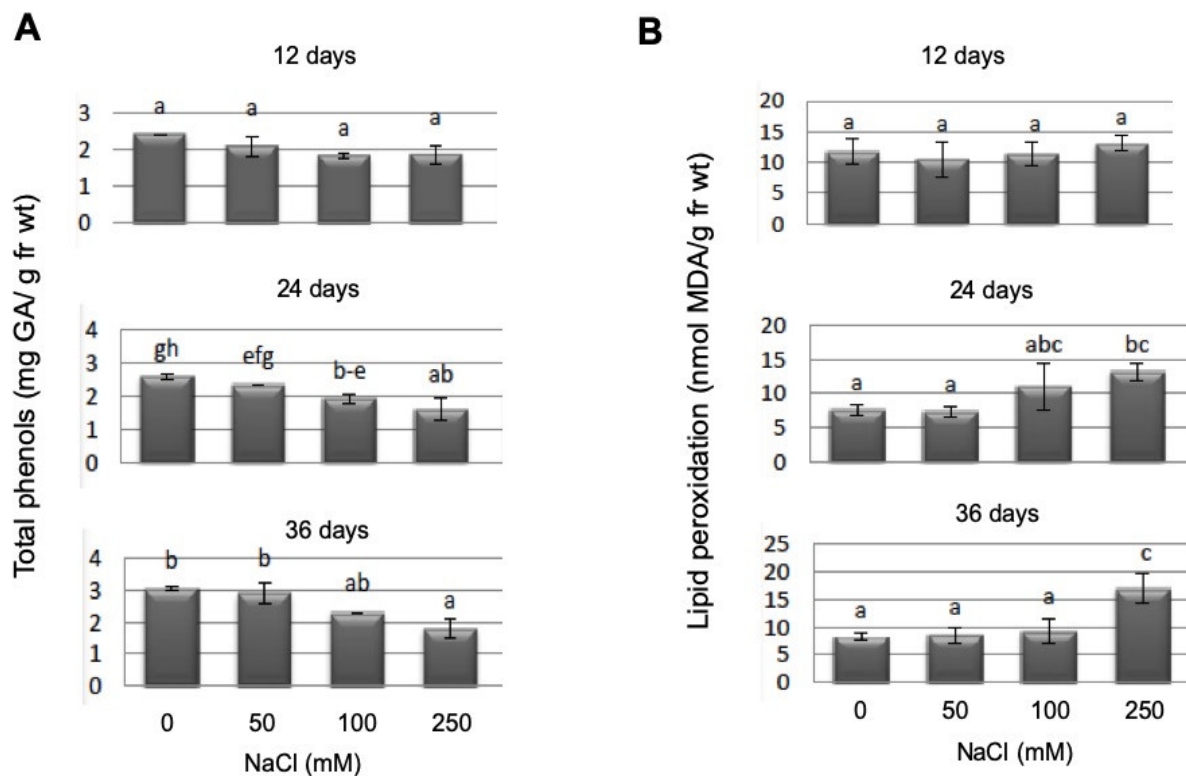 A
Total phenols (mg GA/ g fr wt)
12 days
a a a a
3
2
1
0
24 days
gh efg b-e ab
4
3
2
1
0
36 days
b b ab a
4
3
2
1
0
0 50 100 250
NaCl (mM)
B
Lipid peroxidation (nmol MDA/g fr wt)
12 days
a a a a
20
15
10
5
0
24 days
a a abc bc
20
15
10
5
0
36 days
a a a c
25
20
15
10
5
0
0 50 100 250
NaCl (mM)